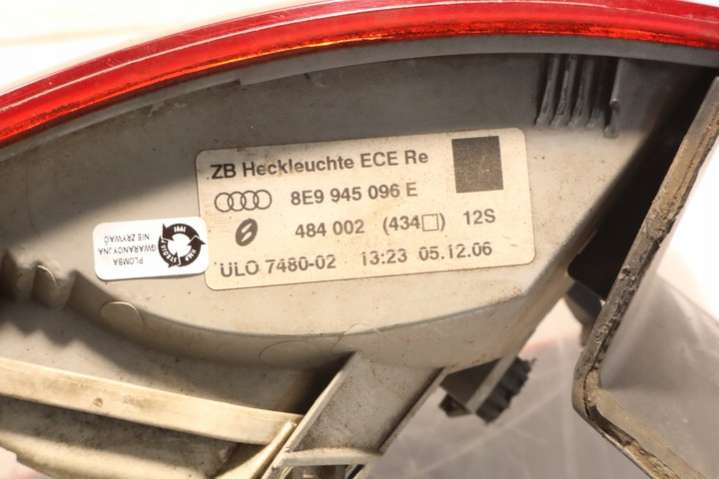 ZB Heckleuchte ECE Re
8E9 945 096 E
484 002 (434□) 12S
ULO 7480-02 13:23 05.12.06
PLOMBA
GWARANCYJNA
NIE ZRYWAĆ